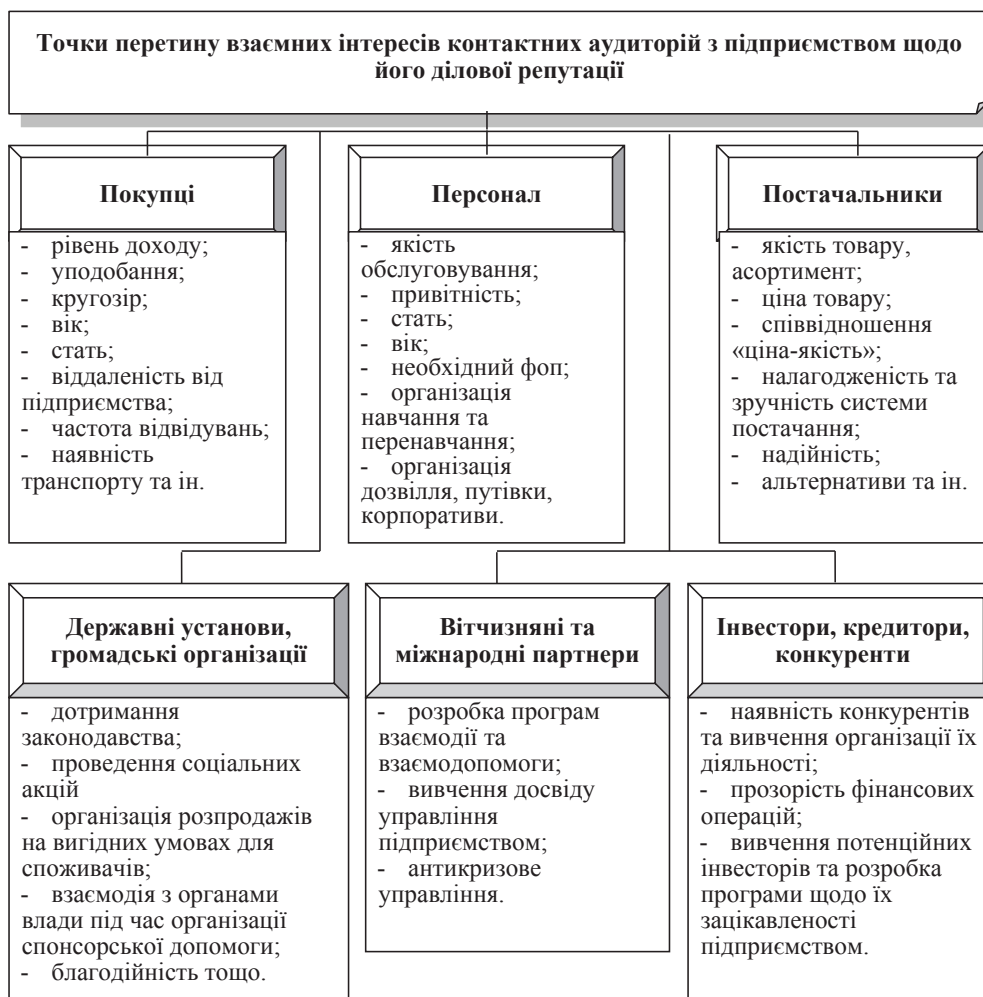 Точки перетину взаємних інтересів контактних аудиторій з підприємством щодо
його ділової репутації
Покупці
- рівень доходу;
- уподобання;
- кругозір;
- вік;
- стать;
- віддаленість від
підприємства;
- частота відвідувань;
- наявність
транспорту та ін.
Персонал
- якість
обслуговування;
- привітність;
- стать;
- вік;
- необхідний фоп;
- організація
навчання та
перенавчання;
- організація
дозвілля, путівки,
корпоративи.
Постачальники
- якість товару,
асортимент;
- ціна товару;
- співвідношення
«ціна-якість»;
- налагодженість та
зручність системи
постачання;
- надійність;
- альтернативи та ін.
Державні установи,
громадські організації
- дотримання
законодавства;
- проведення соціальних
акцій
- організація розпродажів
на вигідних умовах для
споживачів;
- взаємодія з органами
влади під час організації
спонсорської допомоги;
- благодійність тощо.
Вітчизняні та
міжнародні партнери
- розробка програм
взаємодії та
взаємодопомоги;
- вивчення досвіду
управління
підприємством;
- антикризове
управління.
Інвестори, кредитори,
конкуренти
- наявність конкурентів
та вивчення організації їх
діяльності;
- прозорість фінансових
операцій;
- вивчення потенційних
інвесторів та розробка
програми щодо їх
зацікавленості
підприємством.